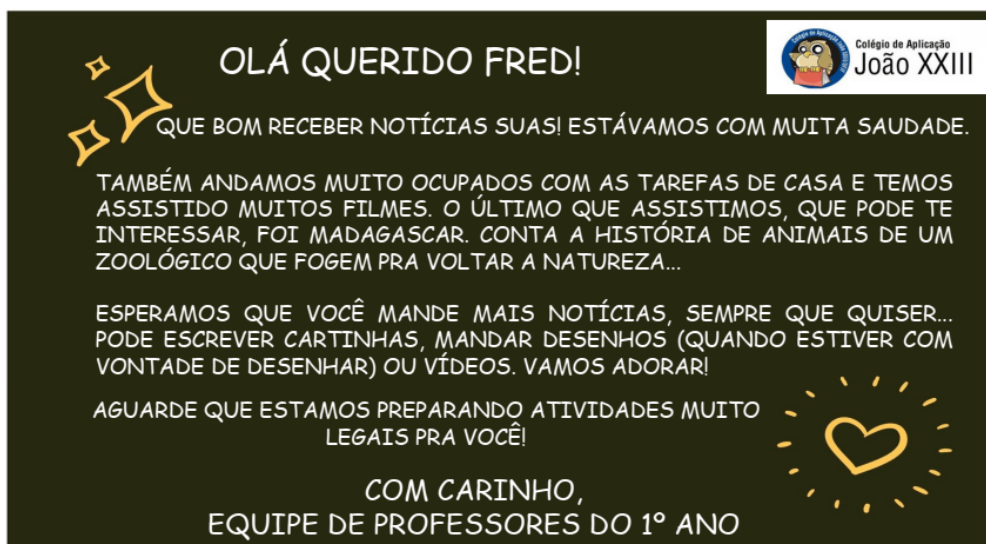 OLÁ QUERIDO FRED!
Colégio de Aplicação
João XXIII
QUE BOM RECEBER NOTÍCIAS SUAS! ESTÁVAMOS COM MUITA SAUDADE.
TAMBÉM ANDAMOS MUITO OCUPADOS COM AS TAREFAS DE CASA E TEMOS
ASSISTIDO MUITOS FILMES. O ÚLTIMO QUE ASSISTIMOS, QUE PODE TE
INTERESSAR, FOI MADAGASCAR. CONTA A HISTÓRIA DE ANIMAIS DE UM
ZOOLÓGICO QUE FOGEM PRA VOLTAR A NATUREZA...
ESPERAMOS QUE VOCÊ MANDE MAIS NOTÍCIAS, SEMPRE QUE QUISER...
PODE ESCREVER CARTINHAS, MANDAR DESENHOS (QUANDO ESTIVER COM
VONTADE DE DESENHAR) OU VÍDEOS. VAMOS ADORAR!
AGUARDE QUE ESTAMOS PREPARANDO ATIVIDADES MUITO
LEGAIS PRA VOCÊ!
COM CARINHO,
EQUIPE DE PROFESSORES DO 1º ANO